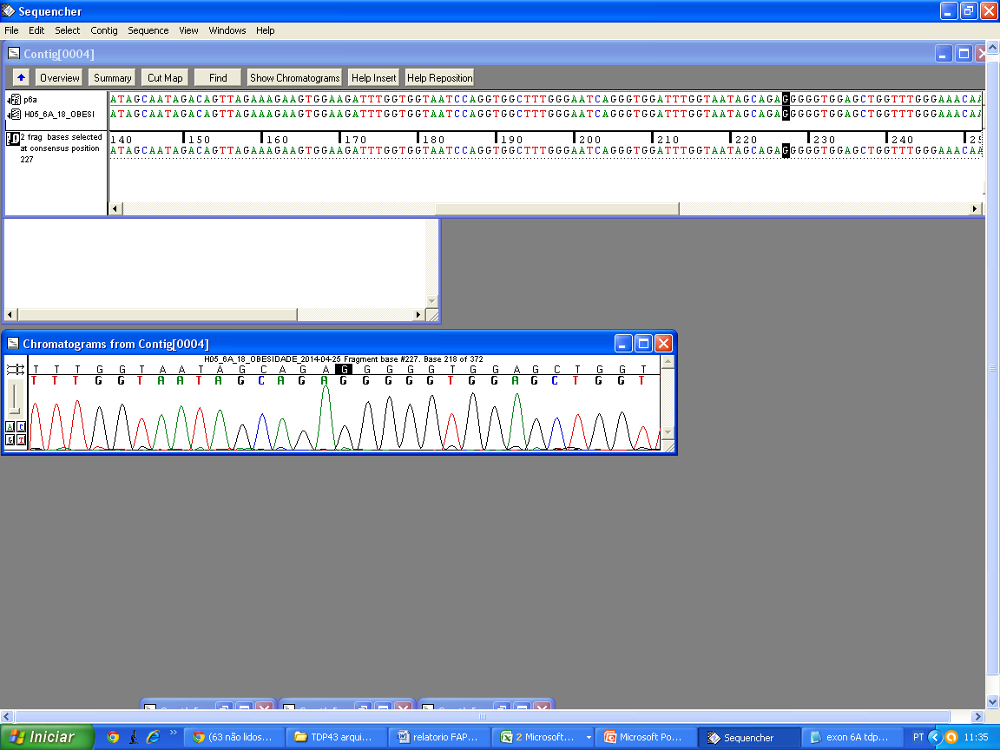 Sequencher
File Edit Select Contig Sequence View Windows Help
Contig[0004]
Overview Summary Cut Map Find Show Chromatograms Help Insert Help Reposition
p6a ATAGCAATAGACAGTTAGAAAGAAGTGGAAGATTTGGTGGTAATCCAGGTGGCTTTGGGAATCAGGGTGGATTTGGTAATAGCAGAGGGGGTGGAGCTGGTTTGGGAAACAA
H05_6A_18_OBESI ATAGCAATAGACAGTTAGAAAGAAGTGGAAGATTTGGTGGTAATCCAGGTGGCTTTGGGAATCAGGGTGGATTTGGTAATAGCAGAGGGGGTGGAGCTGGTTTGGGAAACAA
2 frag bases selected 140 150 160 170 180 190 200 210 220 230 240 25
at consensus position ATAGCAATAGACAGTTAGAAAGAAGTGGAAGATTTGGTGGTAATCCAGGTGGCTTTGGGAATCAGGGTGGATTTGGTAATAGCAGAGGGGGTGGAGCTGGTTTGGGAAACAA
227
Chromatograms from Contig[0004]
H05_6A_18_OBESIDADE_2014-04-25 Fragment base #227. Base 218 of 372
T T T G G T A A T A G C A G A G G G G G T G G A G C T G G T
T T T G G T A A T A G C A G A G G G G G T G G A G C T G G T
A C
G T
Iniciar (63 não lidos... TDP43 arqui... relatorio FAP... 2 Microsoft... Microsoft Po... Sequencher exon 6A tdp... PT 11:35